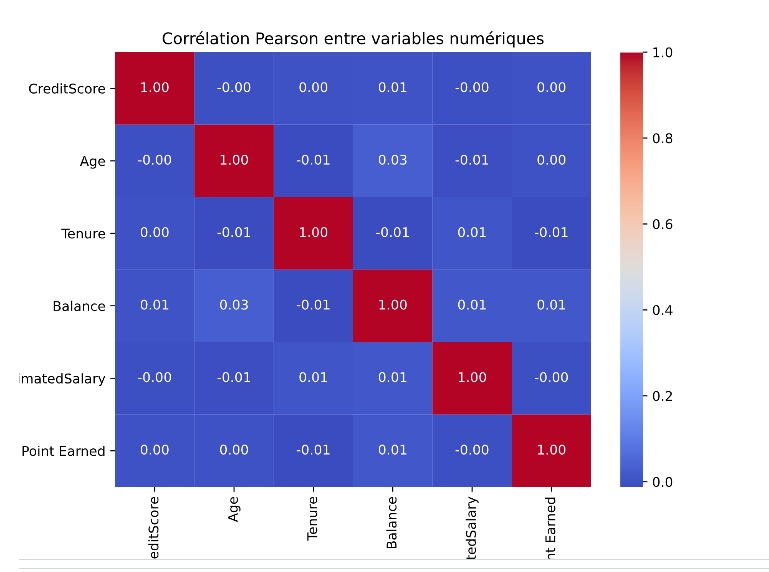 Corrélation Pearson entre variables numériques
CreditScore 1.00 -0.00 0.00 0.01 -0.00 0.00
Age -0.00 1.00 -0.01 0.03 -0.01 0.00
Tenure 0.00 -0.01 1.00 -0.01 0.01 -0.01
Balance 0.01 0.03 -0.01 1.00 0.01 0.01
imatedSalary -0.00 -0.01 0.01 0.01 1.00 -0.00
Point Earned 0.00 0.00 -0.01 0.01 -0.00 1.00
editScore
Age
Tenure
Balance
tedSalary
nt Earned
1.0
0.8
0.6
0.4
0.2
0.0